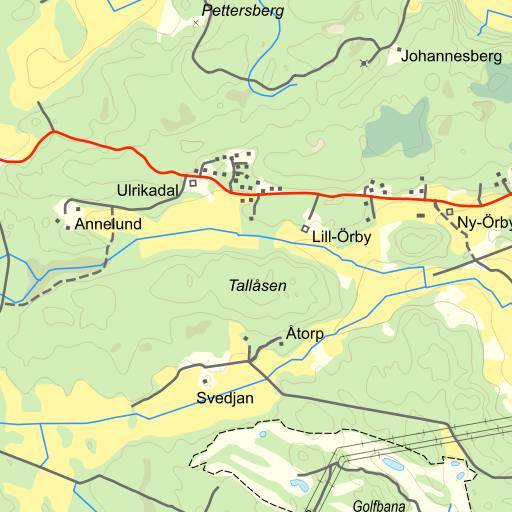 Pettersberg
Johannesberg
Ulrikadal
Annelund
Lill-Örby
Ny-Örby
Tallåsen
Åtorp
Svedjan
Golfbana